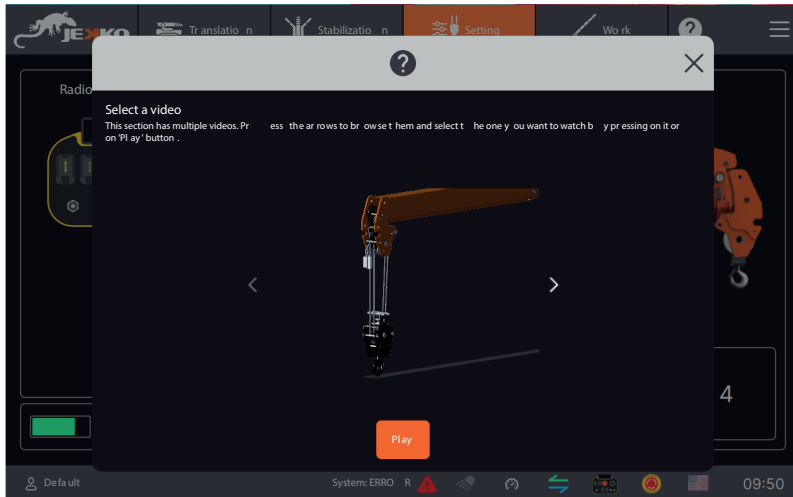 JEKKO
Translation
Stabilization
Setting
Work
?
?
Radio
Select a video
This section has multiple videos. Press the arrows to browse them and select the one you want to watch by pressing on it or
on 'Play' button.
4
Play
Default
System: ERROR
09:50